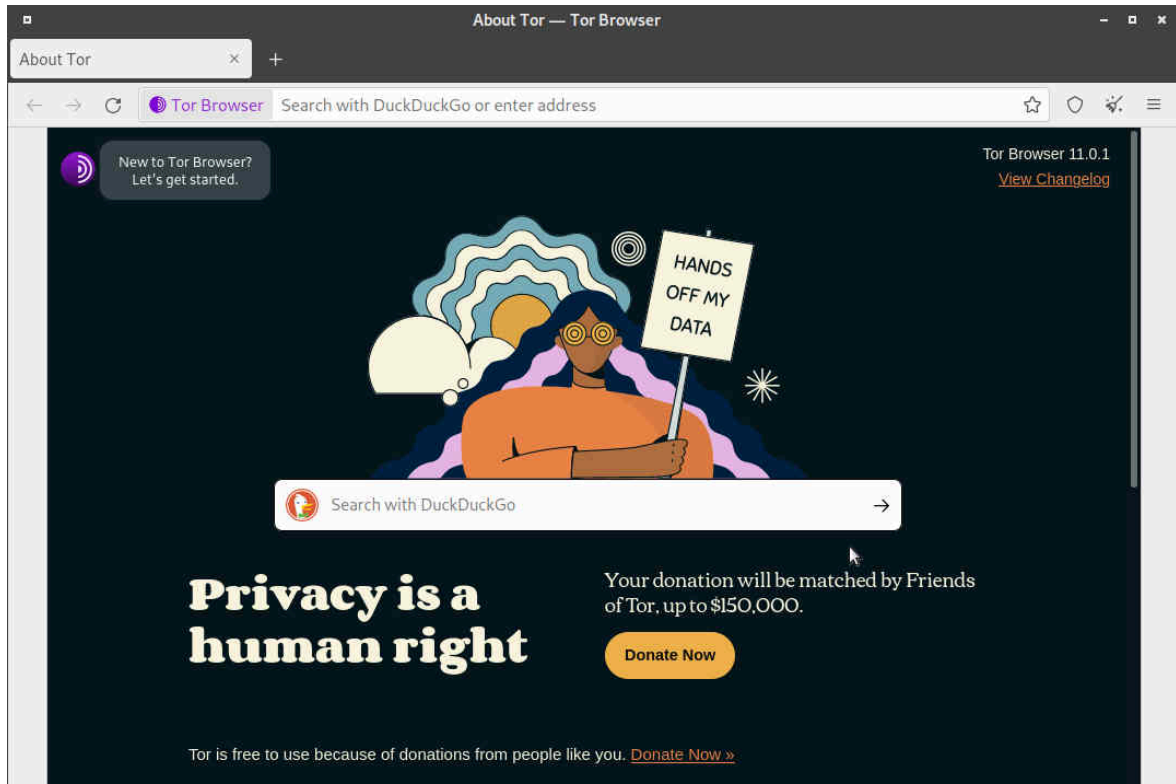 About Tor — Tor Browser
About Tor
Tor Browser
Search with DuckDuckGo or enter address
New to Tor Browser?
Let's get started.
Tor Browser 11.0.1
View Changelog
HANDS
OFF MY
DATA
Search with DuckDuckGo
Privacy is a
human right
Your donation will be matched by Friends
of Tor, up to $150,000.
Donate Now
Tor is free to use because of donations from people like you. Donate Now »